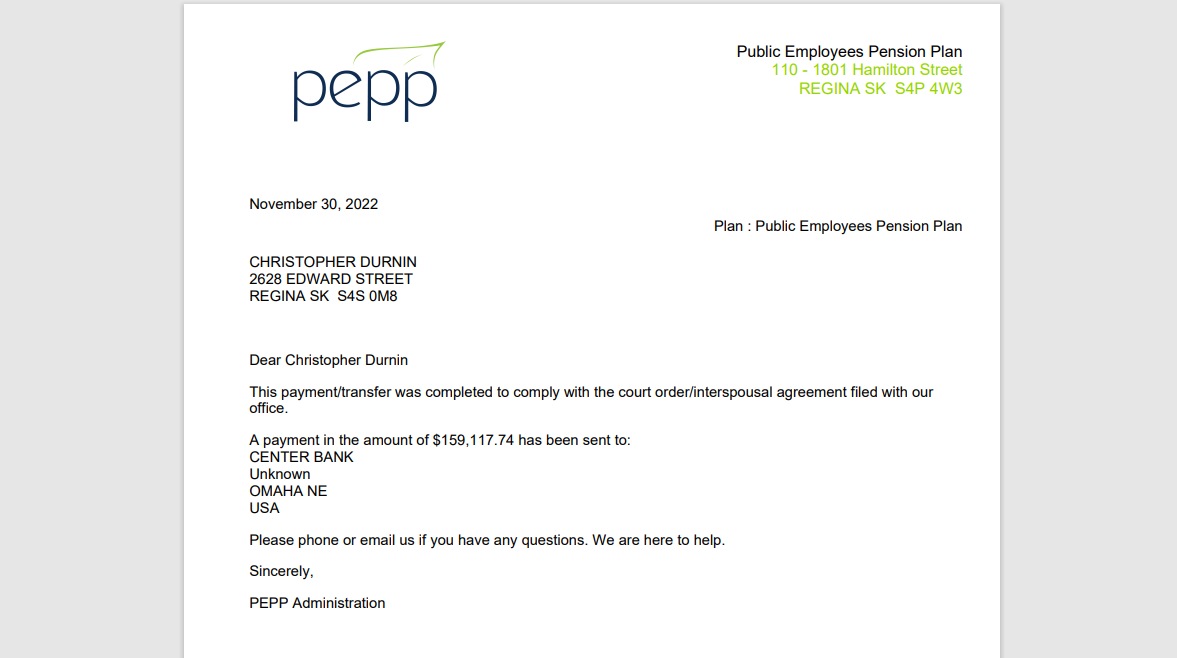 pepp
Public Employees Pension Plan
110 - 1801 Hamilton Street
REGINA SK  S4P 4W3
November 30, 2022
Plan : Public Employees Pension Plan
CHRISTOPHER DURNIN
2628 EDWARD STREET
REGINA SK  S4S 0M8
Dear Christopher Durnin
This payment/transfer was completed to comply with the court order/interspousal agreement filed with our
office.
A payment in the amount of $159,117.74 has been sent to:
CENTER BANK
Unknown
OMAHA NE
USA
Please phone or email us if you have any questions. We are here to help.
Sincerely,
PEPP Administration